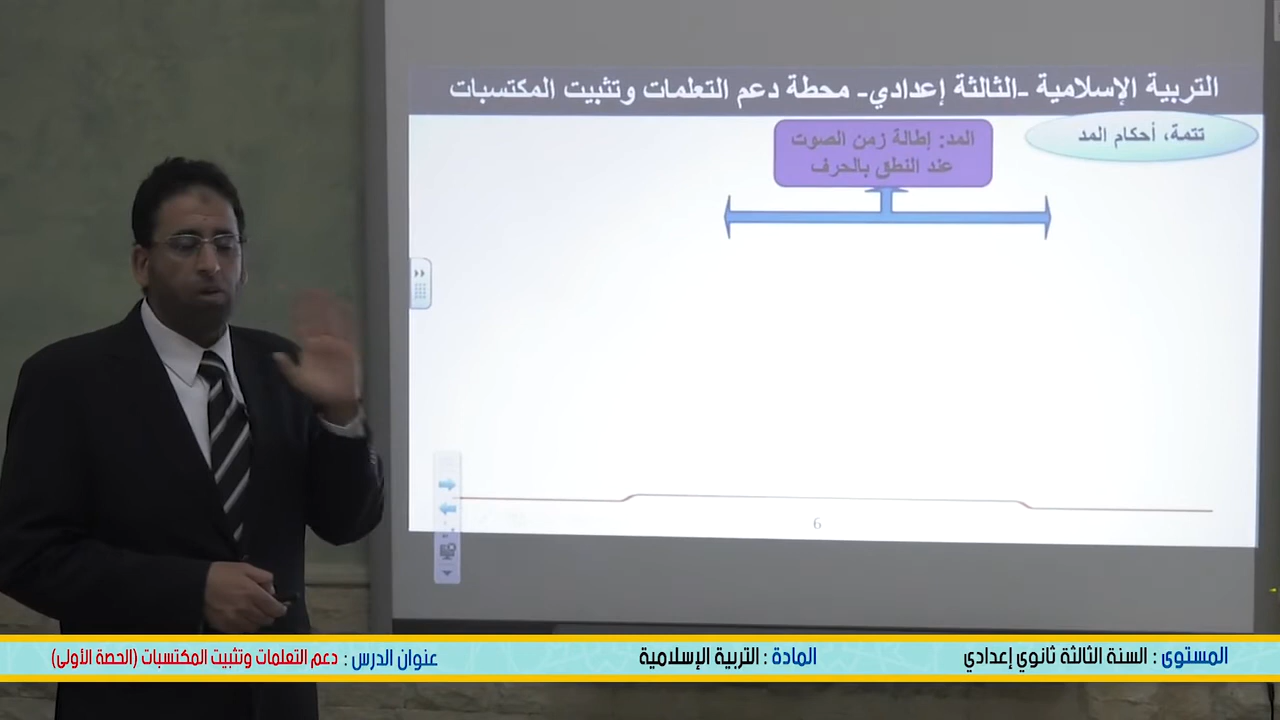 التربية الإسلامية -الثالثة إعدادي- محطة دعم التعلمات وتثبيت المكتسبات
تتمة، أحكام المد
المد: إطالة زمن الصوت
عند النطق بالحرف
6
المستوى : السنة الثالثة ثانوي إعدادي
المادة : التربية الإسلامية
عنوان الدرس : دعم التعلمات وتثبيت المكتسبات (الحصة الأولى)